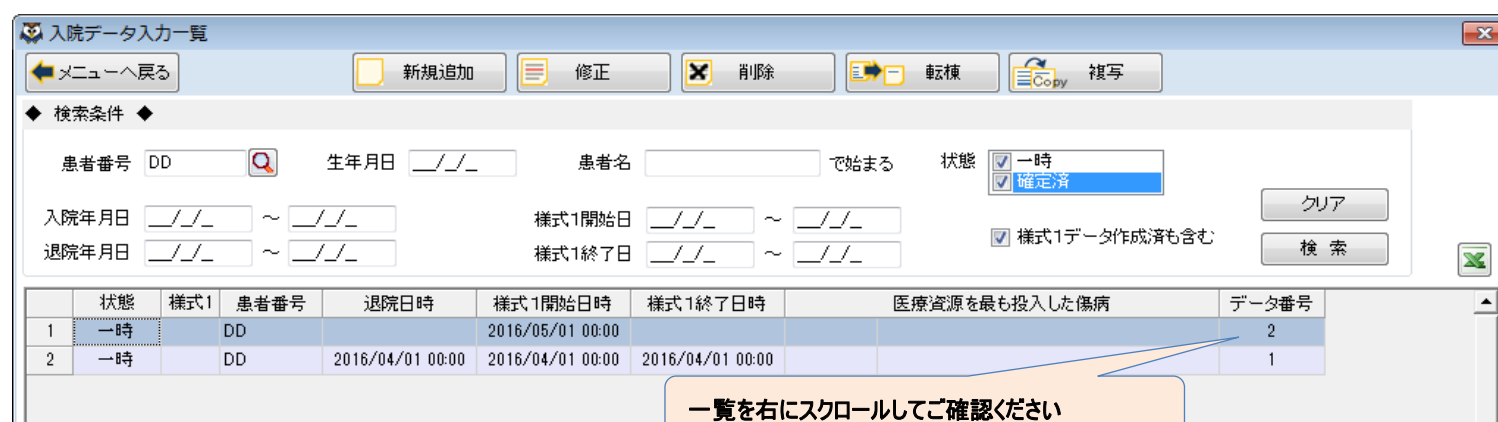 入院データ入力一覧
メニューへ戻る 新規追加 修正 削除 転棟 Copy 複写
◆ 検索条件 ◆
患者番号 DD 生年月日 __/_/_ 患者名 で始まる 状態 一時
確定済
入院年月日 __/_/_ ～ __/_/_ 様式1開始日 __/_/_ ～ __/_/_ クリア
様式1データ作成済も含む
退院年月日 __/_/_ ～ __/_/_ 様式1終了日 __/_/_ ～ __/_/_ 検 索
状態 様式1 患者番号 退院日時 様式1開始日時 様式1終了日時 医療資源を最も投入した傷病 データ番号
1 一時 DD 2016/05/01 00:00 2
2 一時 DD 2016/04/01 00:00 2016/04/01 00:00 2016/04/01 00:00 1
一覧を右にスクロールしてご確認ください